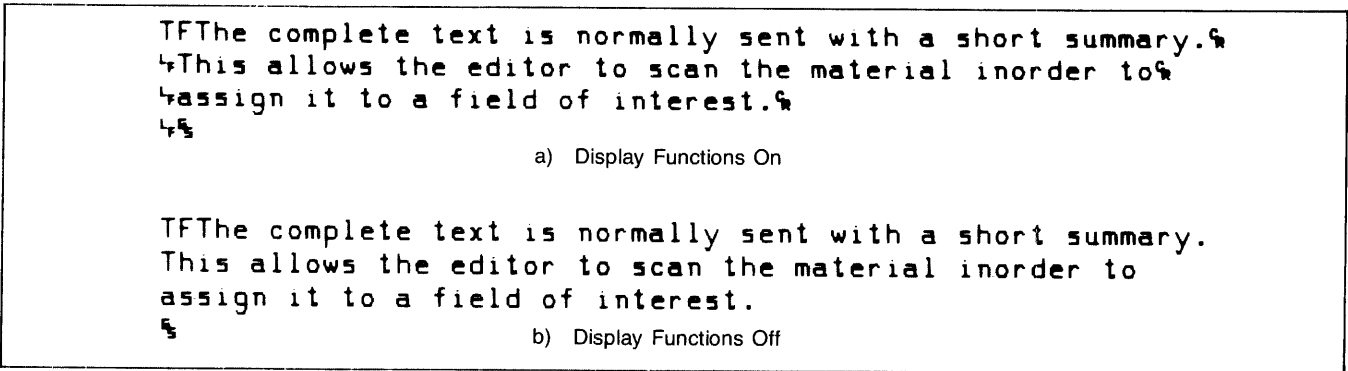 TFThe complete text is normally sent with a short summary.␍
␊This allows the editor to scan the material inorder to␍
␊assign it to a field of interest.␍
␊
a) Display Functions On
TFThe complete text is normally sent with a short summary.
This allows the editor to scan the material inorder to
assign it to a field of interest.
b) Display Functions Off